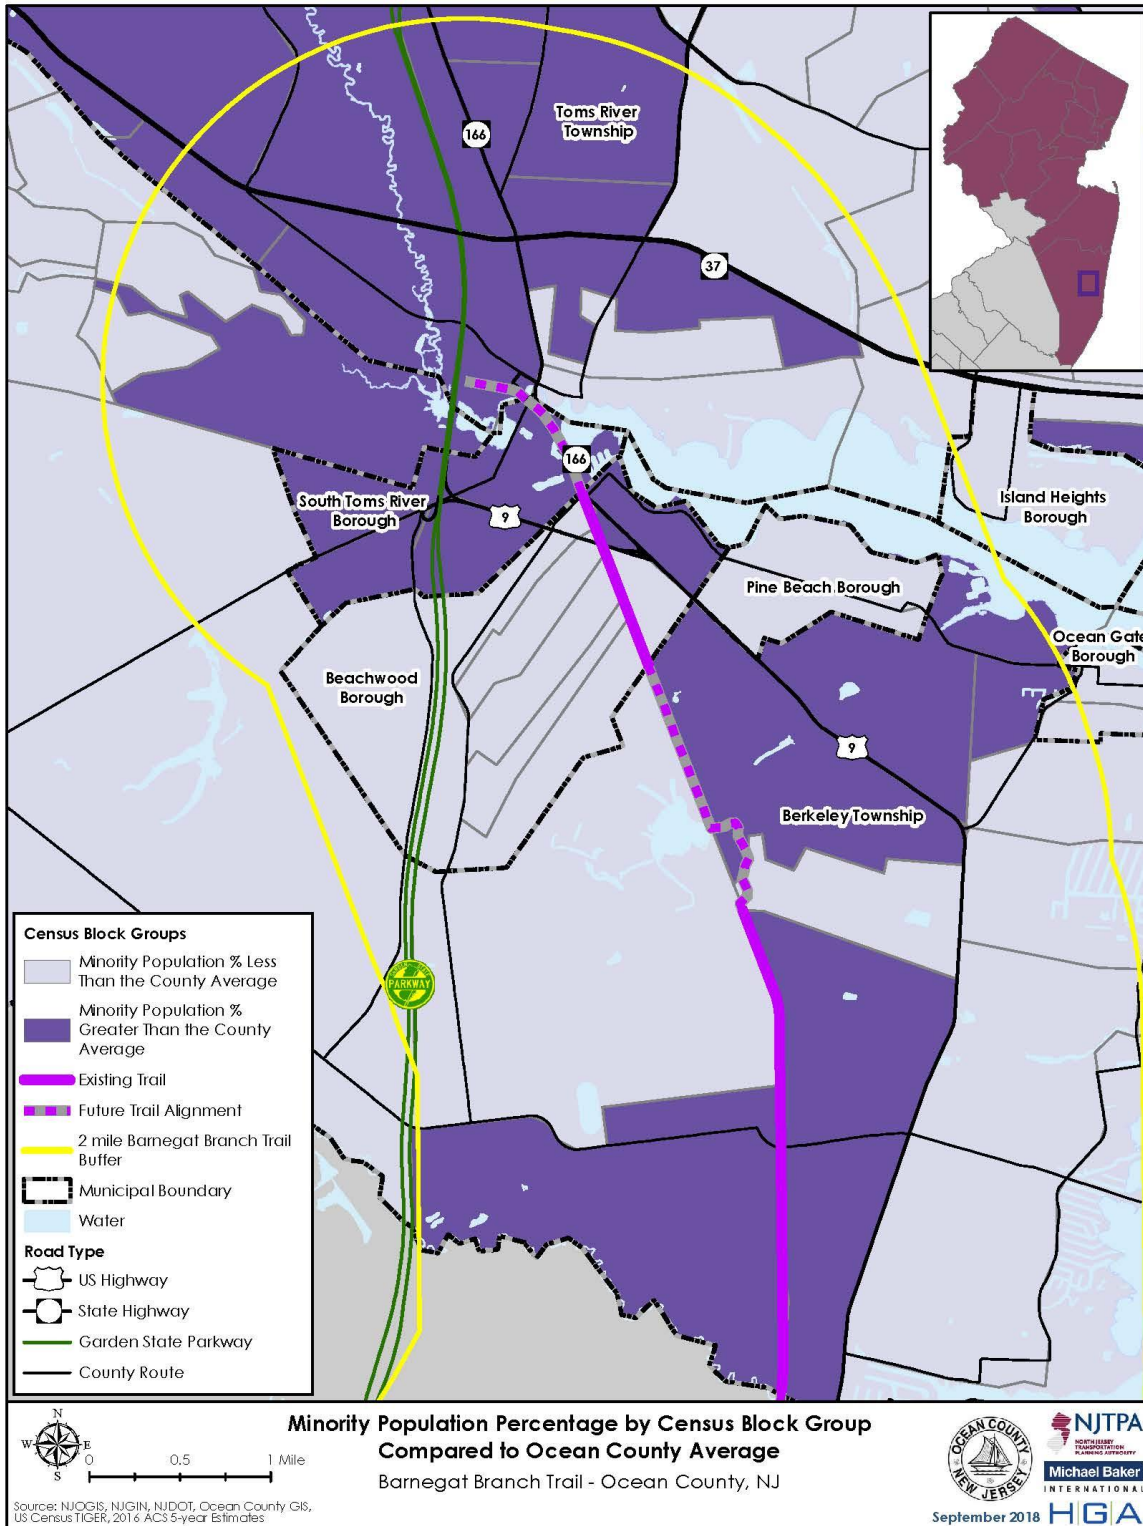 Toms River
Township
166
37
166
South Toms River
Borough
9
Island Heights
Borough
Pine Beach Borough
Ocean Gate
Borough
Beachwood
Borough
9
Berkeley Township
PARKWAY
Census Block Groups
Minority Population % Less
Than the County Average
Minority Population %
Greater Than the County
Average
Existing Trail
Future Trail Alignment
2 mile Barnegat Branch Trail
Buffer
Municipal Boundary
Water
Road Type
US Highway
State Highway
Garden State Parkway
County Route
N
W E
S
0 0.5 1 Mile
Source: NJOGIS, NJGIN, NJDOT, Ocean County GIS,
US Census TIGER, 2016 ACS 5-year Estimates
Minority Population Percentage by Census Block Group
Compared to Ocean County Average
Barnegat Branch Trail - Ocean County, NJ
OCEAN COUNTY
NEW JERSEY
NJTPA
NORTH JERSEY
TRANSPORTATION
PLANNING AUTHORITY
Michael Baker
INTERNATIONAL
September 2018
HGA